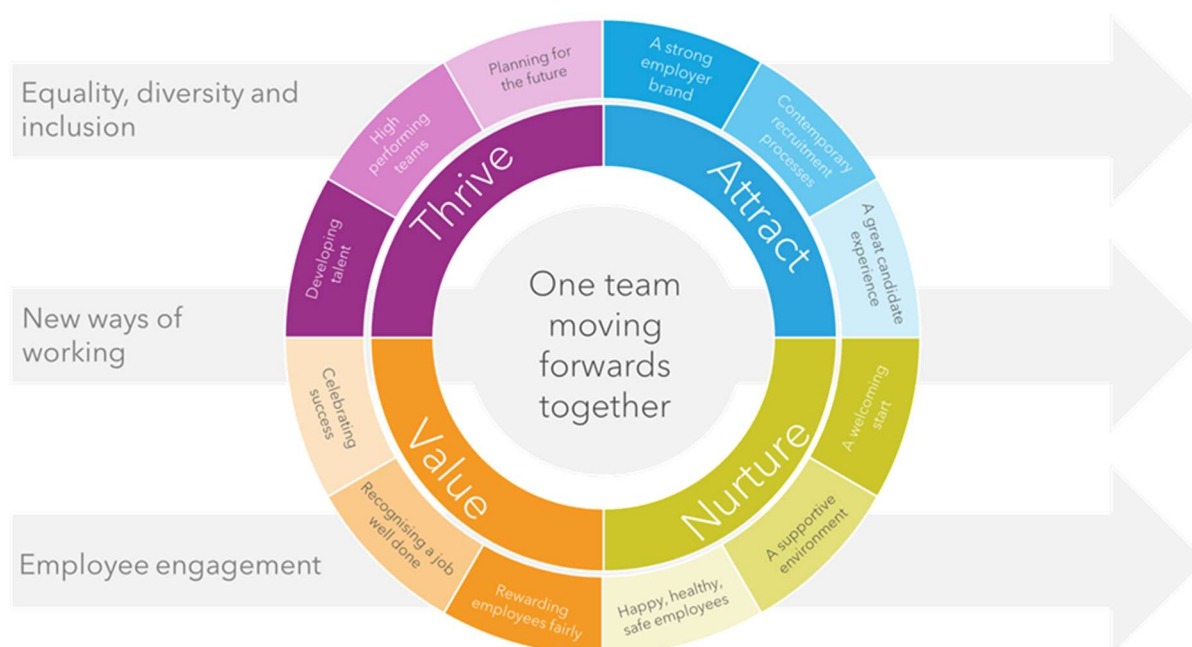 Equality, diversity and
inclusion
New ways of
working
Employee engagement
One team
moving
forwards
together
Attract
A strong
employer
brand
Contemporary
recruitment
processes
A great candidate
experience
Nurture
A welcoming
start
A supportive
environment
Happy, healthy,
safe employees
Value
Rewarding
employees fairly
Recognising a job
well done
Celebrating
success
Thrive
Developing
talent
High
performing
teams
Planning for
the future